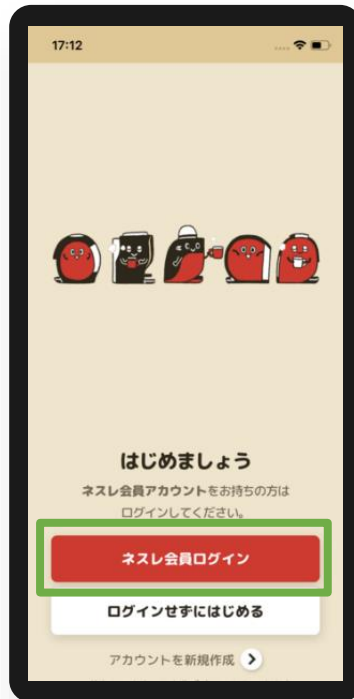 17:12
はじめましょう
ネスレ会員アカウントをお持ちの方は
ログインしてください。
ネスレ会員ログイン
ログインせずにはじめる
アカウントを新規作成